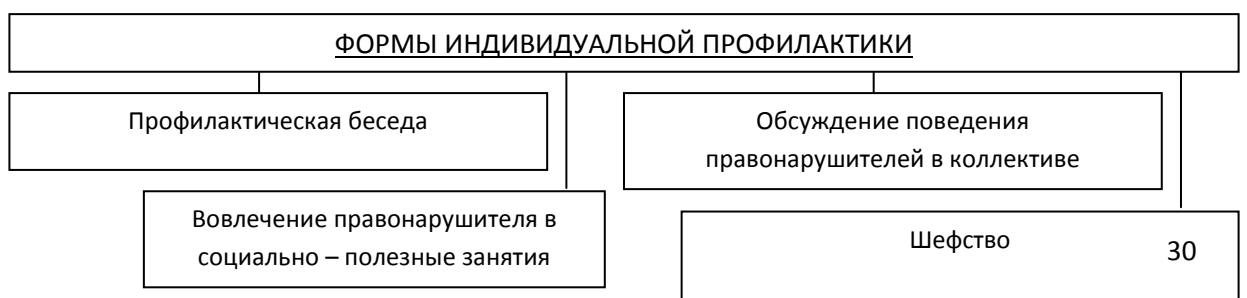 ФОРМЫ ИНДИВИДУАЛЬНОЙ ПРОФИЛАКТИКИ
Профилактическая беседа
Обсуждение поведения
правонарушителей в коллективе
Вовлечение правонарушителя в
социально – полезные занятия
Шефство
30